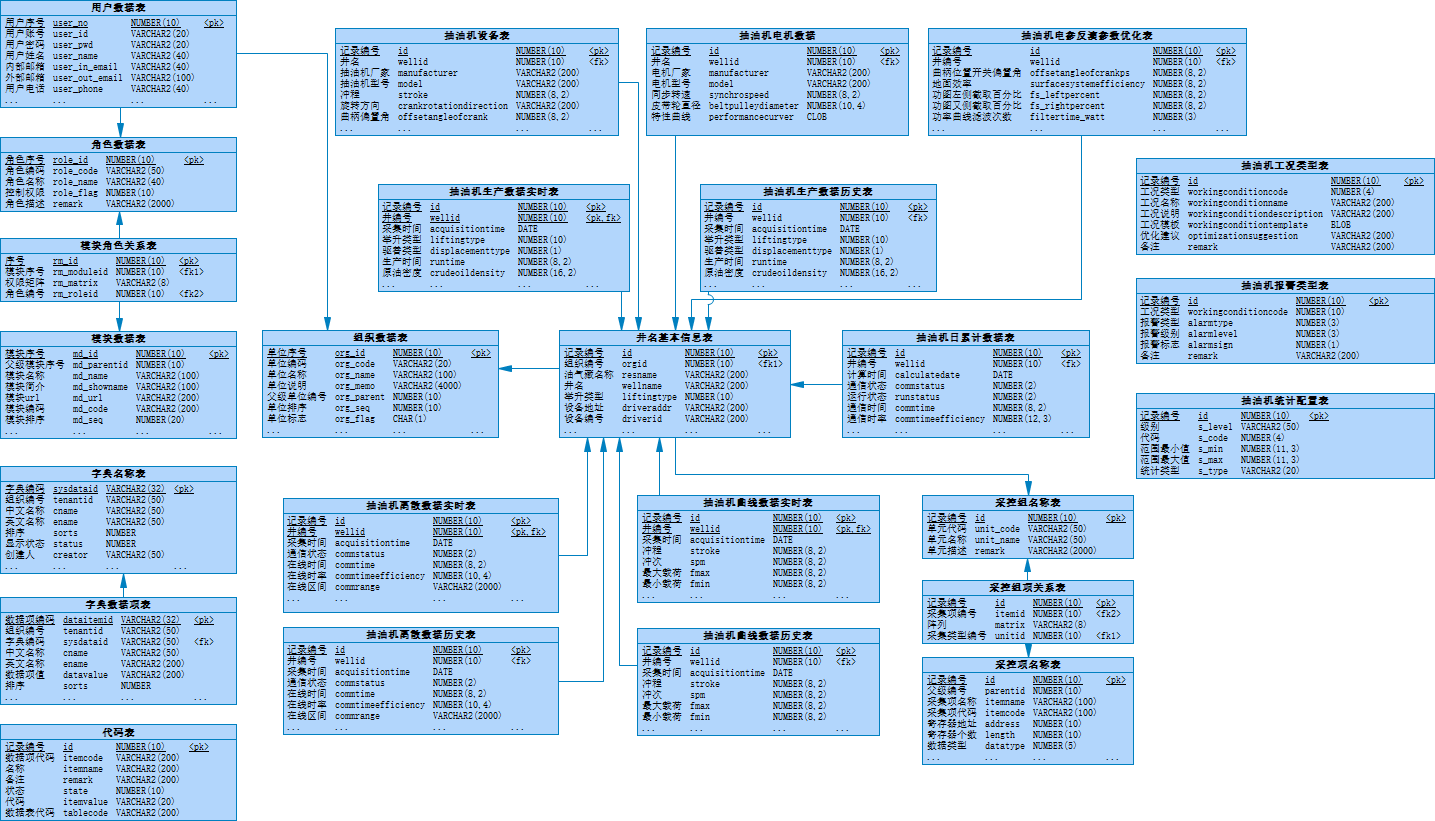 用户数据表
用户序号 user_no NUMBER(10) <pk>
用户账号 user_id VARCHAR2(20)
用户密码 user_pwd VARCHAR2(20)
用户姓名 user_name VARCHAR2(40)
内部邮箱 user_in_email VARCHAR2(40)
外部邮箱 user_out_email VARCHAR2(100)
用户电话 user_phone VARCHAR2(40)
... ... ... ...
角色数据表
角色序号 role_id NUMBER(10) <pk>
角色编码 role_code VARCHAR2(50)
角色名称 role_name VARCHAR2(40)
控制权限 role_flag NUMBER(10)
角色描述 remark VARCHAR2(2000)
模块角色关系表
序号 rm_id NUMBER(10) <pk>
模块序号 rm_moduleid NUMBER(10) <fk1>
权限矩阵 rm_matrix VARCHAR2(8)
角色编号 rm_roleid NUMBER(10) <fk2>
模块数据表
模块序号 md_id NUMBER(10) <pk>
父级模块序号 md_parentid NUMBER(10)
模块名称 md_name VARCHAR2(100)
模块简介 md_showname VARCHAR2(100)
模块url md_url VARCHAR2(200)
模块编码 md_code VARCHAR2(200)
模块排序 md_seq NUMBER(20)
... ... ... ...
字典名称表
字典编码 sysdataid VARCHAR2(32) <pk>
组织编号 tenantid VARCHAR2(50)
中文名称 cname VARCHAR2(50)
英文名称 ename VARCHAR2(50)
排序 sorts NUMBER
显示状态 status NUMBER
创建人 creator VARCHAR2(50)
... ... ... ...
字典数据项表
数据项编码 dataitemid VARCHAR2(32) <pk>
组织编号 tenantid VARCHAR2(50)
字典编码 sysdataid VARCHAR2(50) <fk>
中文名称 cname VARCHAR2(50)
英文名称 ename VARCHAR2(200)
数据项值 datavalue VARCHAR2(200)
排序 sorts NUMBER
... ... ... ...
代码表
记录编号 id NUMBER(10) <pk>
数据项代码 itemcode VARCHAR2(200)
名称 itemname VARCHAR2(200)
备注 remark VARCHAR2(200)
状态 state NUMBER(10)
代码 itemvalue VARCHAR2(20)
数据表代码 tablecode VARCHAR2(200)
抽油机设备表
记录编号 id NUMBER(10) <pk>
井名 wellid NUMBER(10) <fk>
抽油机厂家 manufacturer VARCHAR2(200)
抽油机型号 model VARCHAR2(200)
冲程 stroke NUMBER(8,2)
旋转方向 crankrotationdirection VARCHAR2(200)
曲柄偏置角 offsetangleofcrank NUMBER(8,2)
... ... ... ...
抽油机电机数据
记录编号 id NUMBER(10) <pk>
井名 wellid NUMBER(10) <fk>
电机厂家 manufacturer VARCHAR2(200)
电机型号 model VARCHAR2(200)
同步转速 synchrospeed NUMBER(8,2)
皮带轮直径 beltpulleydiameter NUMBER(10,4)
特性曲线 performancecurver CLOB
... ... ... ...
抽油机电参反演参数优化表
记录编号 id NUMBER(10) <pk>
井编号 wellid NUMBER(10) <fk>
曲柄位置开关偏置角 offsetangleofcrankps NUMBER(8,2)
地面效率 surfacesystemefficiency NUMBER(8,2)
功图左侧截取百分比 fs_leftpercent NUMBER(8,2)
功图又侧截取百分比 fs_rightpercent NUMBER(8,2)
功率曲线滤波次数 filtertime_watt NUMBER(3)
... ... ... ...
抽油机生产数据实时表
记录编号 id NUMBER(10) <pk>
井编号 wellid NUMBER(10) <pk,fk>
采集时间 acquisitiontime DATE
举升类型 liftingtype NUMBER(10)
驱替类型 displacementtype NUMBER(1)
生产时间 runtime NUMBER(8,2)
原油密度 crudeoildensity NUMBER(16,2)
... ... ... ...
抽油机生产数据历史表
记录编号 id NUMBER(10) <pk>
井编号 wellid NUMBER(10) <fk>
采集时间 acquisitiontime DATE
举升类型 liftingtype NUMBER(10)
驱替类型 displacementtype NUMBER(1)
生产时间 runtime NUMBER(8,2)
原油密度 crudeoildensity NUMBER(16,2)
... ... ... ...
组织数据表
单位序号 org_id NUMBER(10) <pk>
单位编码 org_code VARCHAR2(20)
单位名称 org_name VARCHAR2(100)
单位说明 org_memo VARCHAR2(4000)
父级单位编号 org_parent NUMBER(10)
单位排序 org_seq NUMBER(10)
单位标志 org_flag CHAR(1)
... ... ... ...
井名基本信息表
记录编号 id NUMBER(10) <pk>
组织编号 orgid NUMBER(10) <fk1>
油气藏名称 resname VARCHAR2(200)
井名 wellname VARCHAR2(200)
举升类型 liftingtype NUMBER(10)
设备地址 driveraddr VARCHAR2(200)
设备编号 driverid VARCHAR2(200)
... ... ... ...
抽油机日累计数据表
记录编号 id NUMBER(10) <pk>
井编号 wellid NUMBER(10) <fk>
计算时间 calculatedate DATE
通信状态 commstatus NUMBER(2)
运行状态 runstatus NUMBER(2)
通信时间 commtime NUMBER(8,2)
通信时率 commtimeefficiency NUMBER(12,3)
... ... ... ...
抽油机离散数据实时表
记录编号 id NUMBER(10) <pk>
井编号 wellid NUMBER(10) <pk,fk>
采集时间 acquisitiontime DATE
通信状态 commstatus NUMBER(2)
在线时间 commtime NUMBER(8,2)
在线时率 commtimeefficiency NUMBER(10,4)
在线区间 commrange VARCHAR2(2000)
... ... ... ...
抽油机离散数据历史表
记录编号 id NUMBER(10) <pk>
井编号 wellid NUMBER(10) <fk>
采集时间 acquisitiontime DATE
通信状态 commstatus NUMBER(2)
在线时间 commtime NUMBER(8,2)
在线时率 commtimeefficiency NUMBER(10,4)
在线区间 commrange VARCHAR2(2000)
... ... ... ...
抽油机曲线数据实时表
记录编号 id NUMBER(10) <pk>
井编号 wellid NUMBER(10) <pk,fk>
采集时间 acquisitiontime DATE
冲程 stroke NUMBER(8,2)
冲次 spm NUMBER(8,2)
最大载荷 fmax NUMBER(8,2)
最小载荷 fmin NUMBER(8,2)
... ... ... ...
抽油机曲线数据历史表
记录编号 id NUMBER(10) <pk>
井编号 wellid NUMBER(10) <fk>
采集时间 acquisitiontime DATE
冲程 stroke NUMBER(8,2)
冲次 spm NUMBER(8,2)
最大载荷 fmax NUMBER(8,2)
最小载荷 fmin NUMBER(8,2)
... ... ... ...
抽油机工况类型表
记录编号 id NUMBER(10) <pk>
工况类型 workingconditioncode NUMBER(4)
工况名称 workingconditionname VARCHAR2(200)
工况说明 workingconditiondescription VARCHAR2(200)
工况模板 workingconditiontemplate BLOB
优化建议 optimizationsuggestion VARCHAR2(200)
备注 remark VARCHAR2(200)
抽油机报警类型表
记录编号 id NUMBER(10) <pk>
工况类型 workingconditioncode NUMBER(10)
报警类型 alarmtype NUMBER(3)
报警级别 alarmlevel NUMBER(3)
报警标志 alarmsign NUMBER(1)
备注 remark VARCHAR2(200)
抽油机统计配置表
记录编号 id NUMBER(10) <pk>
级别 s_level VARCHAR2(50)
代码 s_code NUMBER(4)
范围最小值 s_min NUMBER(11,3)
范围最大值 s_max NUMBER(11,3)
统计类型 s_type VARCHAR2(20)
采控组名称表
记录编号 id NUMBER(10) <pk>
单元代码 unit_code VARCHAR2(50)
单元名称 unit_name VARCHAR2(50)
单元描述 remark VARCHAR2(2000)
采控组项关系表
记录编号 id NUMBER(10) <pk>
采集项编号 itemid NUMBER(10) <fk2>
阵列 matrix VARCHAR2(8)
采集类型编号 unitid NUMBER(10) <fk1>
采控项名称表
记录编号 id NUMBER(10) <pk>
父级编号 parentid NUMBER(10)
采集项名称 itemname VARCHAR2(100)
采集项代码 itemcode VARCHAR2(100)
寄存器地址 address NUMBER(10)
寄存器个数 length NUMBER(10)
数据类型 datatype NUMBER(5)
... ... ... ...